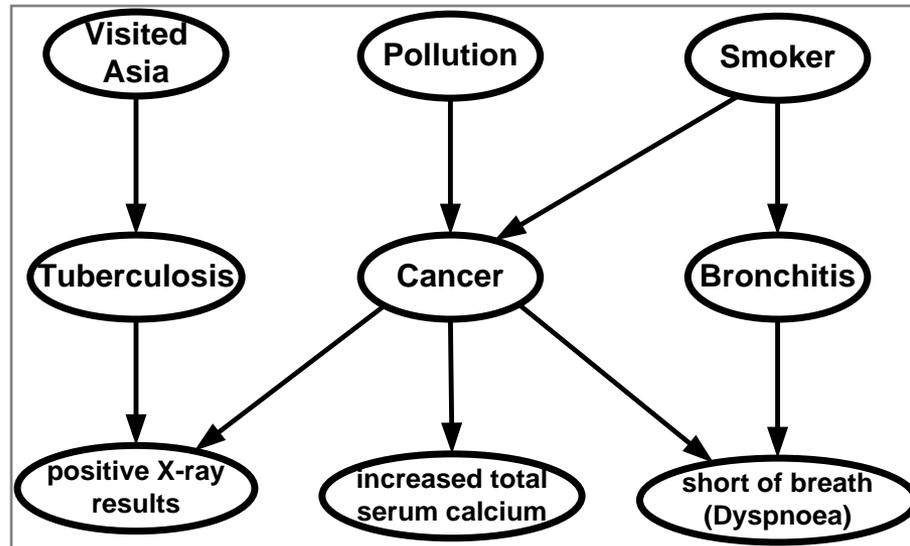 Visited
Asia
Pollution
Smoker
Tuberculosis
Cancer
Bronchitis
positive X-ray
results
increased total
serum calcium
short of breath
(Dyspnoea)